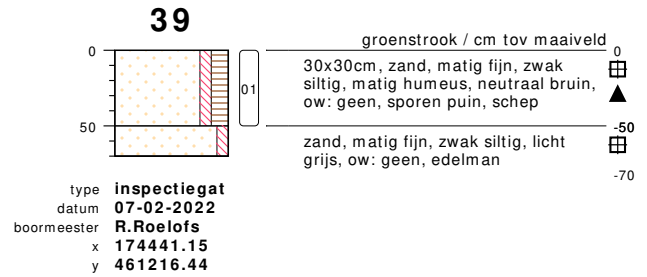 39
groenstrook / cm tov maaiveld
0
0
30x30cm, zand, matig fijn, zwak
siltig, matig humeus, neutraal bruin,
ow: geen, sporen puin, schep
01
50
-50
zand, matig fijn, zwak siltig, licht
grijs, ow: geen, edelman
-70
type inspectiegat
datum 07-02-2022
boormeester R.Roelofs
x 174441.15
y 461216.44